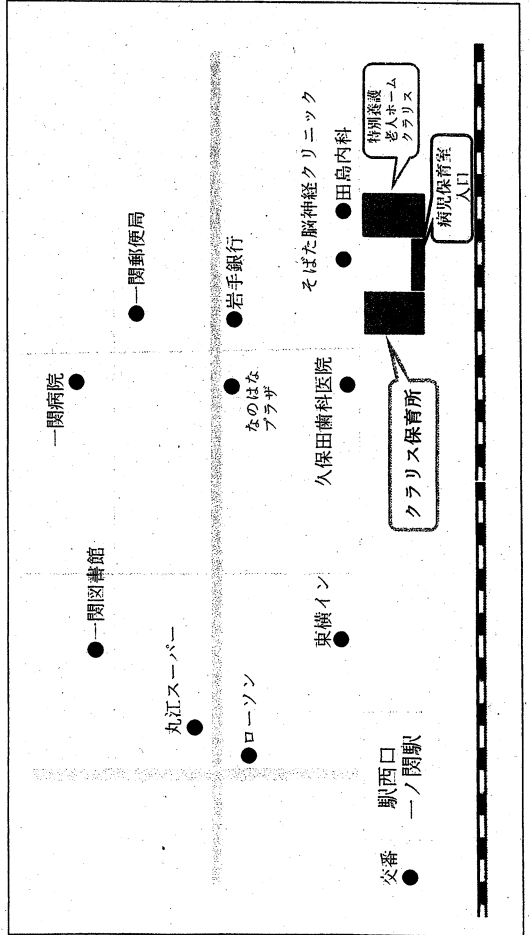 一関病院
一関郵便局
一関図書館
丸江スーパー
ローソン
なのはな
プラザ
岩手銀行
そばた脳神経クリニック
田島内科
久保田歯科医院
東横イン
特別養護
老人ホーム
クラリス
病児保育室
入口
クラリス保育所
駅西口
一ノ関駅
交番